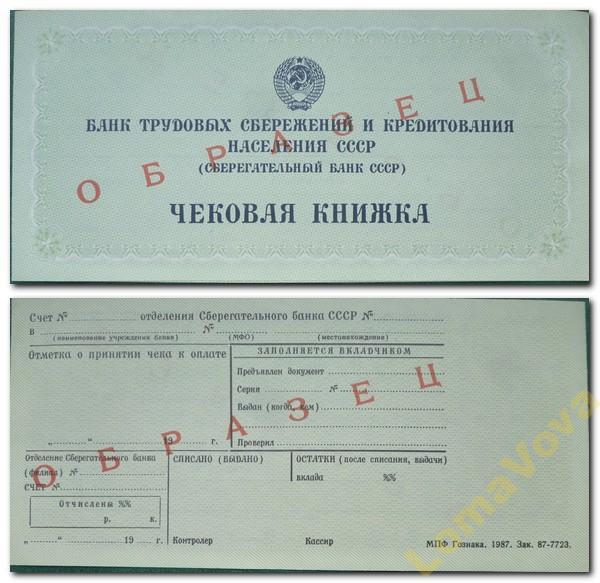 БАНК ТРУДОВЫХ СБЕРЕЖЕНИЙ И КРЕДИТОВАНИЯ
НАСЕЛЕНИЯ СССР
(СБЕРЕГАТЕЛЬНЫЙ БАНК СССР)
ОБРАЗЕЦ
ЧЕКОВАЯ КНИЖКА
Счет № отделения Сберегательного банка СССР №
в № 
(наименование учреждения банка) (МФО) (местонахождение)
Отметка о принятии чека к оплате
ЗАПОЛНЯЕТСЯ ВКЛАДЧИКОМ
Предъявлен документ
Серия №
Выдан (когда, кем)
ОБРАЗЕЦ
„ “ 19 г.
Проверил
Отделение Сберегательного банка
(филиал) №
СЧЕТ №
Отчислены %%
р. к.
„ “ 19 г.
СПИСАНО (ВЫДАНО)
ОСТАТКИ (после списания, выдачи)
вклада %%
Контролер Кассир
МПФ Гознака. 1987. Зак. 87-7723.
LomaVova